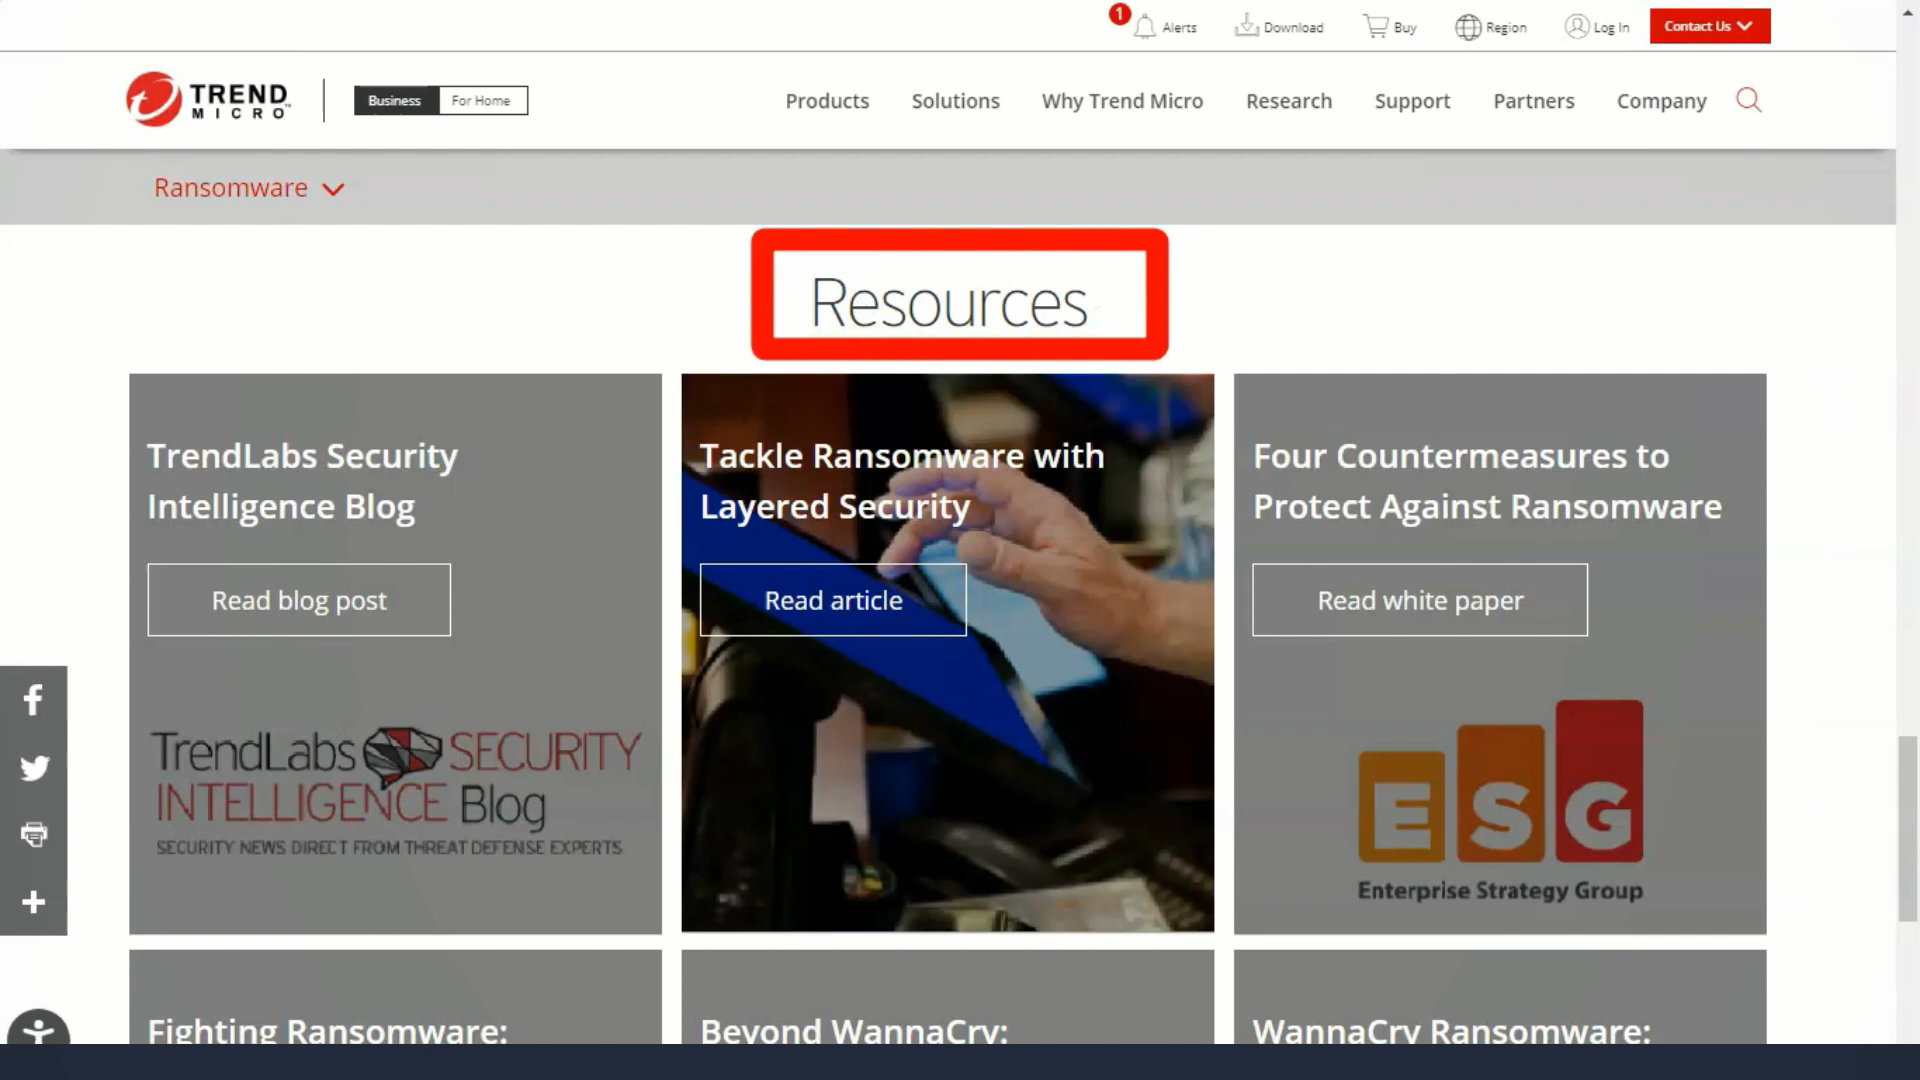 1
Alerts
Download
Buy
Region
Log In
Contact Us
TREND
MICRO™
Business
For Home
Products
Solutions
Why Trend Micro
Research
Support
Partners
Company
Ransomware
Resources
TrendLabs Security
Intelligence Blog
Read blog post
TrendLabs SECURITY
INTELLIGENCE Blog
SECURITY NEWS DIRECT FROM THREAT DEFENSE EXPERTS
Tackle Ransomware with
Layered Security
Read article
Four Countermeasures to
Protect Against Ransomware
Read white paper
ESG
Enterprise Strategy Group
Fighting Ransomware:
Beyond WannaCry:
WannaCry Ransomware: